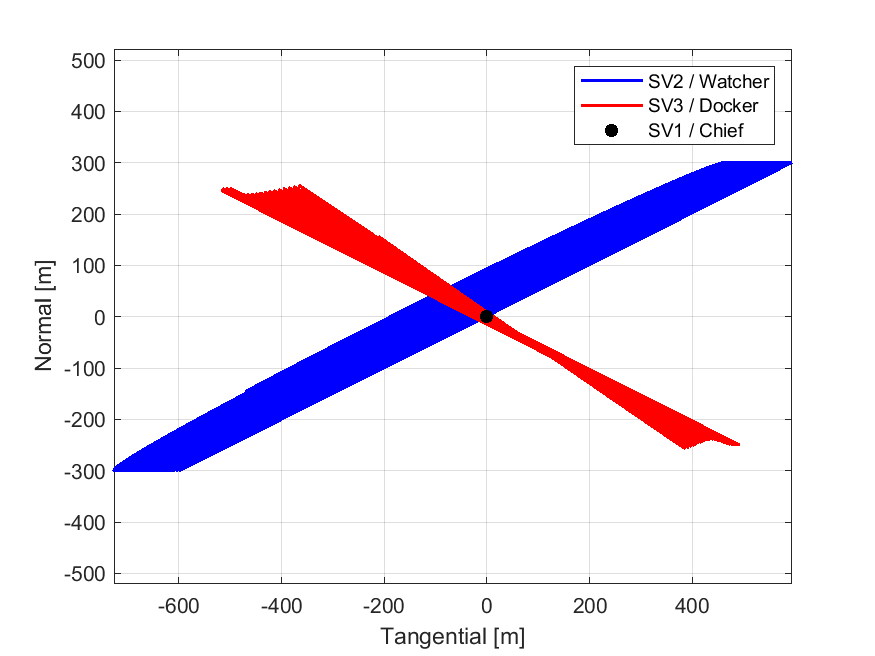 500
400
300
200
100
0
-100
-200
-300
-400
-500
Normal [m]
SV2 / Watcher
SV3 / Docker
SV1 / Chief
-600 -400 -200 0 200 400
Tangential [m]